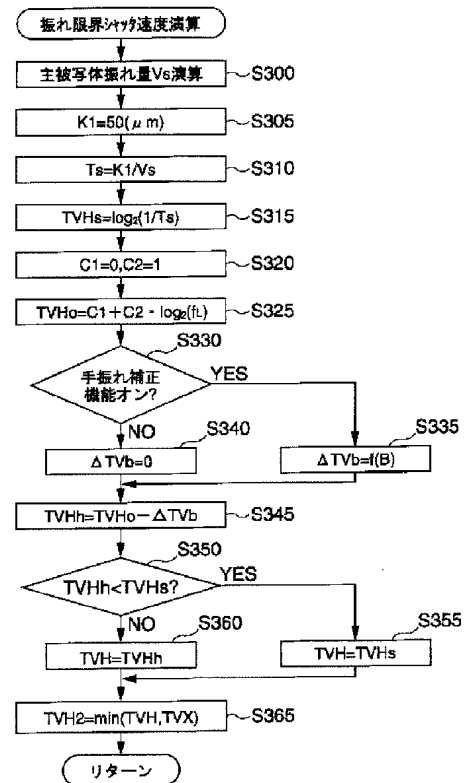 振れ限界シャッタ速度演算
主被写体振れ量Vs演算
S300
K1=50(μm)
S305
Ts=K1/Vs
S310
TVHs=log₂(1/Ts)
S315
C1=0,C2=1
S320
TVHo=C1+C2・log₂(fL)
S325
S330
手振れ補正
機能オン?
YES
NO
S340
S335
ΔTVb=0
ΔTVb=f(B)
TVHh=TVHo−ΔTVb
S345
S350
TVHh<TVHs?
YES
NO
S360
S355
TVH=TVHh
TVH=TVHs
TVH2=min(TVH,TVX)
S365
リターン